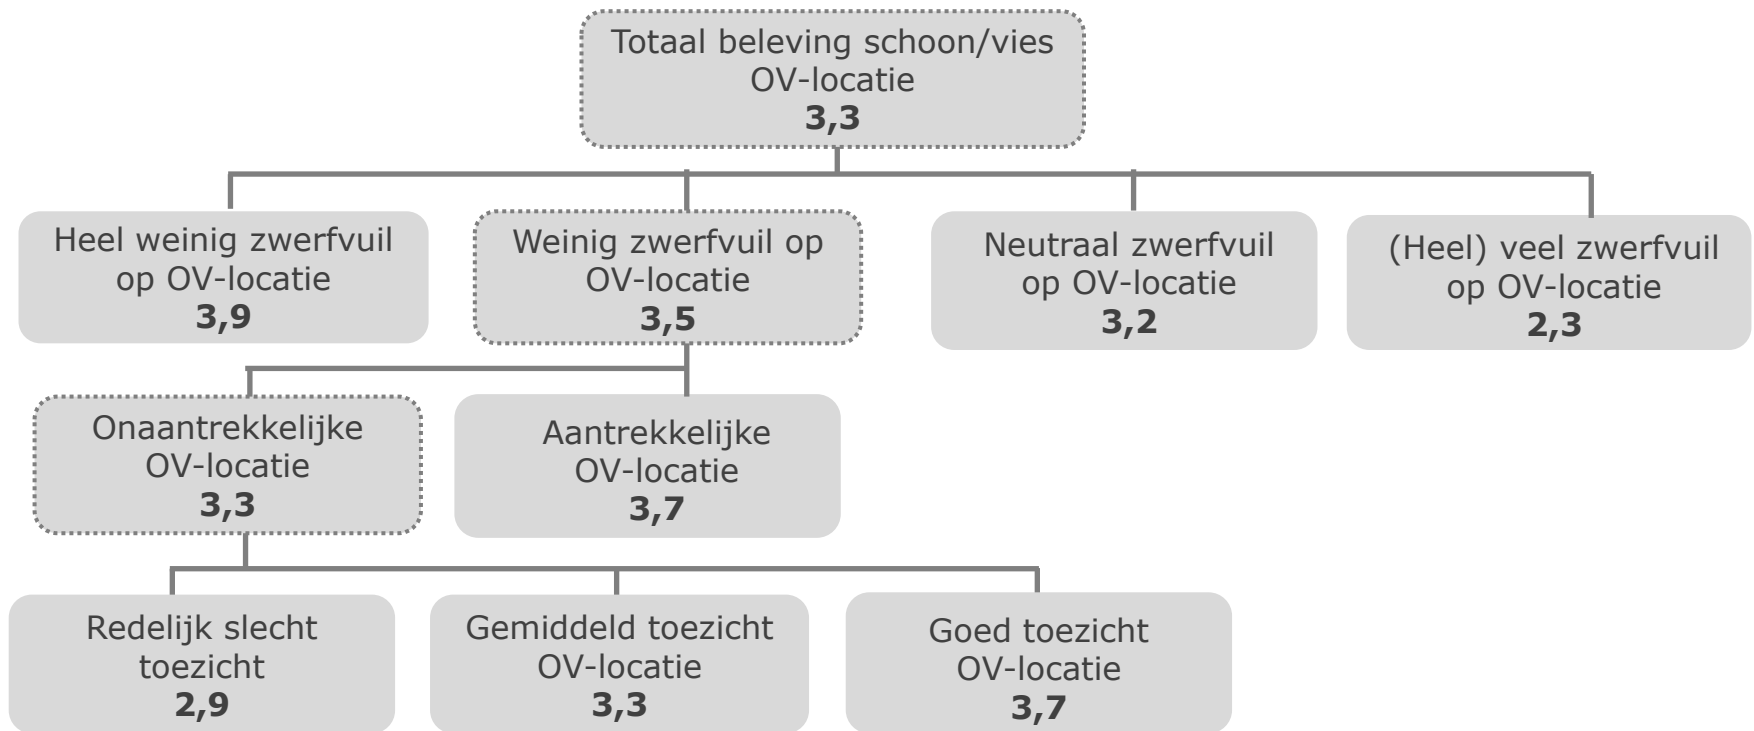 Totaal beleving schoon/vies
OV-locatie
3,3
Heel weinig zwerfvuil
op OV-locatie
3,9
Weinig zwerfvuil op
OV-locatie
3,5
Neutraal zwerfvuil
op OV-locatie
3,2
(Heel) veel zwerfvuil
op OV-locatie
2,3
Onaantrekkelijke
OV-locatie
3,3
Aantrekkelijke
OV-locatie
3,7
Redelijk slecht
toezicht
2,9
Gemiddeld toezicht
OV-locatie
3,3
Goed toezicht
OV-locatie
3,7